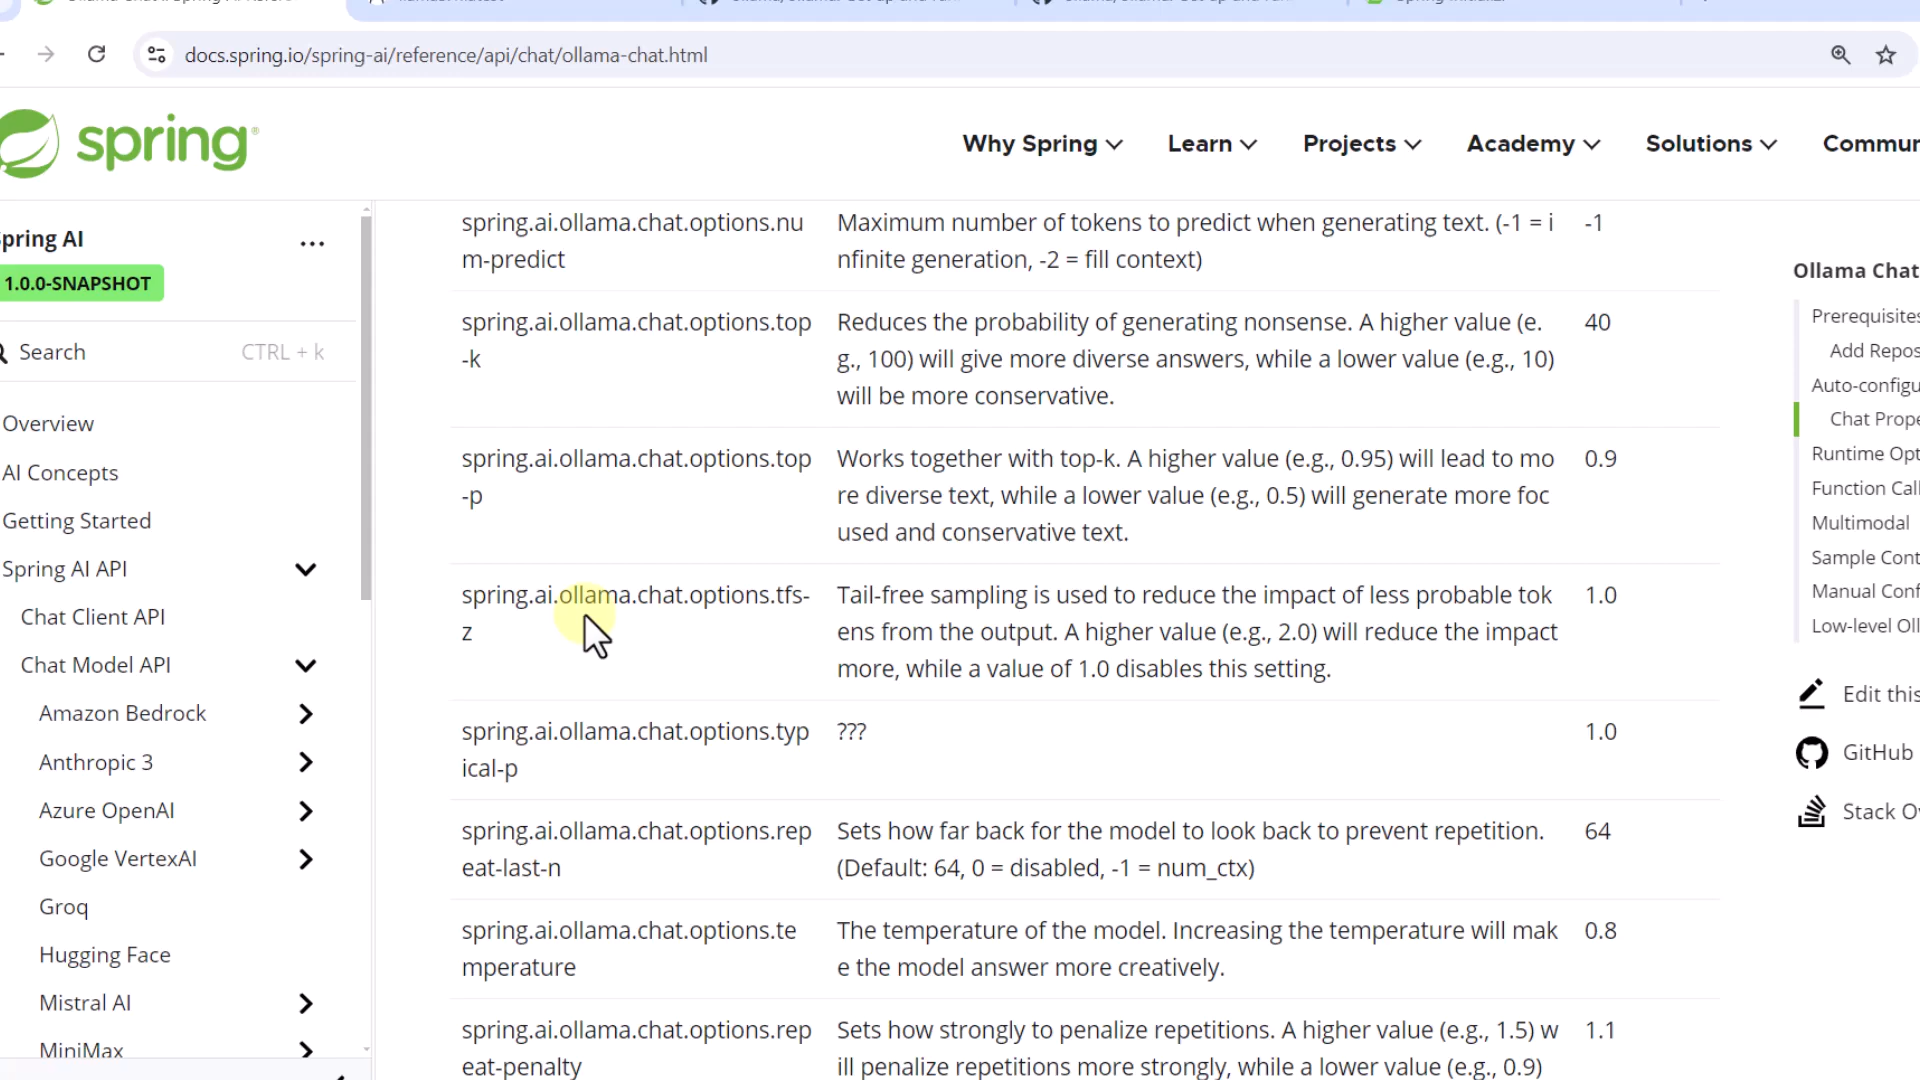 docs.spring.io/spring-ai/reference/api/chat/ollama-chat.html
spring
Why Spring
Learn
Projects
Academy
Solutions
Commun
pring AI
...
1.0.0-SNAPSHOT
Search
CTRL + k
Overview
AI Concepts
Getting Started
Spring AI API
Chat Client API
Chat Model API
Amazon Bedrock
Anthropic 3
Azure OpenAI
Google VertexAI
Groq
Hugging Face
Mistral AI
MiniMax
spring.ai.ollama.chat.options.nu
m-predict
Maximum number of tokens to predict when generating text. (-1 = i
nfinite generation, -2 = fill context)
-1
spring.ai.ollama.chat.options.top
-k
Reduces the probability of generating nonsense. A higher value (e.
g., 100) will give more diverse answers, while a lower value (e.g., 10)
will be more conservative.
40
spring.ai.ollama.chat.options.top
-p
Works together with top-k. A higher value (e.g., 0.95) will lead to mo
re diverse text, while a lower value (e.g., 0.5) will generate more foc
used and conservative text.
0.9
spring.ai.ollama.chat.options.tfs-
z
Tail-free sampling is used to reduce the impact of less probable tok
ens from the output. A higher value (e.g., 2.0) will reduce the impact
more, while a value of 1.0 disables this setting.
1.0
spring.ai.ollama.chat.options.typ
ical-p
???
1.0
spring.ai.ollama.chat.options.rep
eat-last-n
Sets how far back for the model to look back to prevent repetition.
(Default: 64, 0 = disabled, -1 = num_ctx)
64
spring.ai.ollama.chat.options.te
mperature
The temperature of the model. Increasing the temperature will mak
e the model answer more creatively.
0.8
spring.ai.ollama.chat.options.rep
eat-penalty
Sets how strongly to penalize repetitions. A higher value (e.g., 1.5) w
ill penalize repetitions more strongly, while a lower value (e.g., 0.9)
1.1
Ollama Chat
Prerequisites
Add Repos
Auto-configu
Chat Prope
Runtime Opt
Function Call
Multimodal
Sample Cont
Manual Conf
Low-level Oll
Edit this
GitHub
Stack Ov